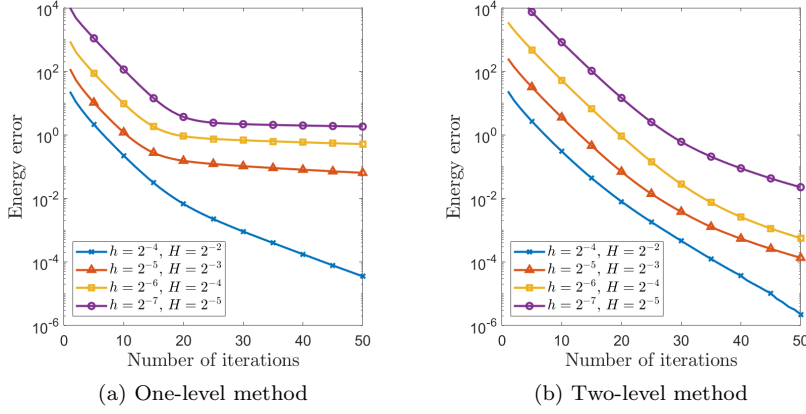 10^4
10^2
10^0
10^-2
10^-4
10^-6
Energy error
h = 2^-4, H = 2^-2
h = 2^-5, H = 2^-3
h = 2^-6, H = 2^-4
h = 2^-7, H = 2^-5
0 10 20 30 40 50
Number of iterations
(a) One-level method
10^4
10^2
10^0
10^-2
10^-4
10^-6
Energy error
h = 2^-4, H = 2^-2
h = 2^-5, H = 2^-3
h = 2^-6, H = 2^-4
h = 2^-7, H = 2^-5
0 10 20 30 40 50
Number of iterations
(b) Two-level method